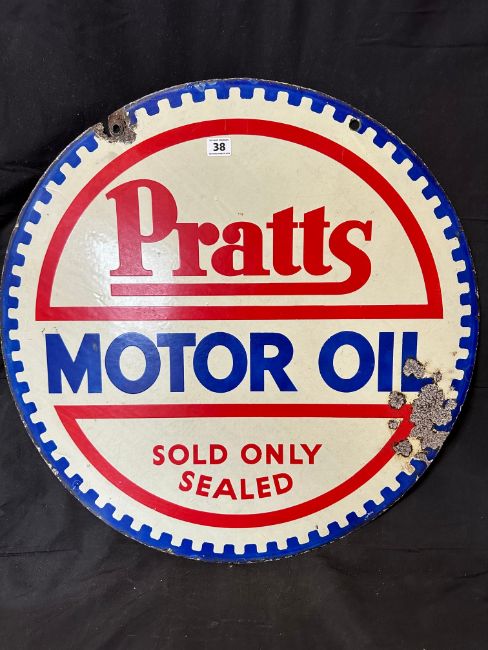 38
Pratts
MOTOR OIL
SOLD ONLY
SEALED